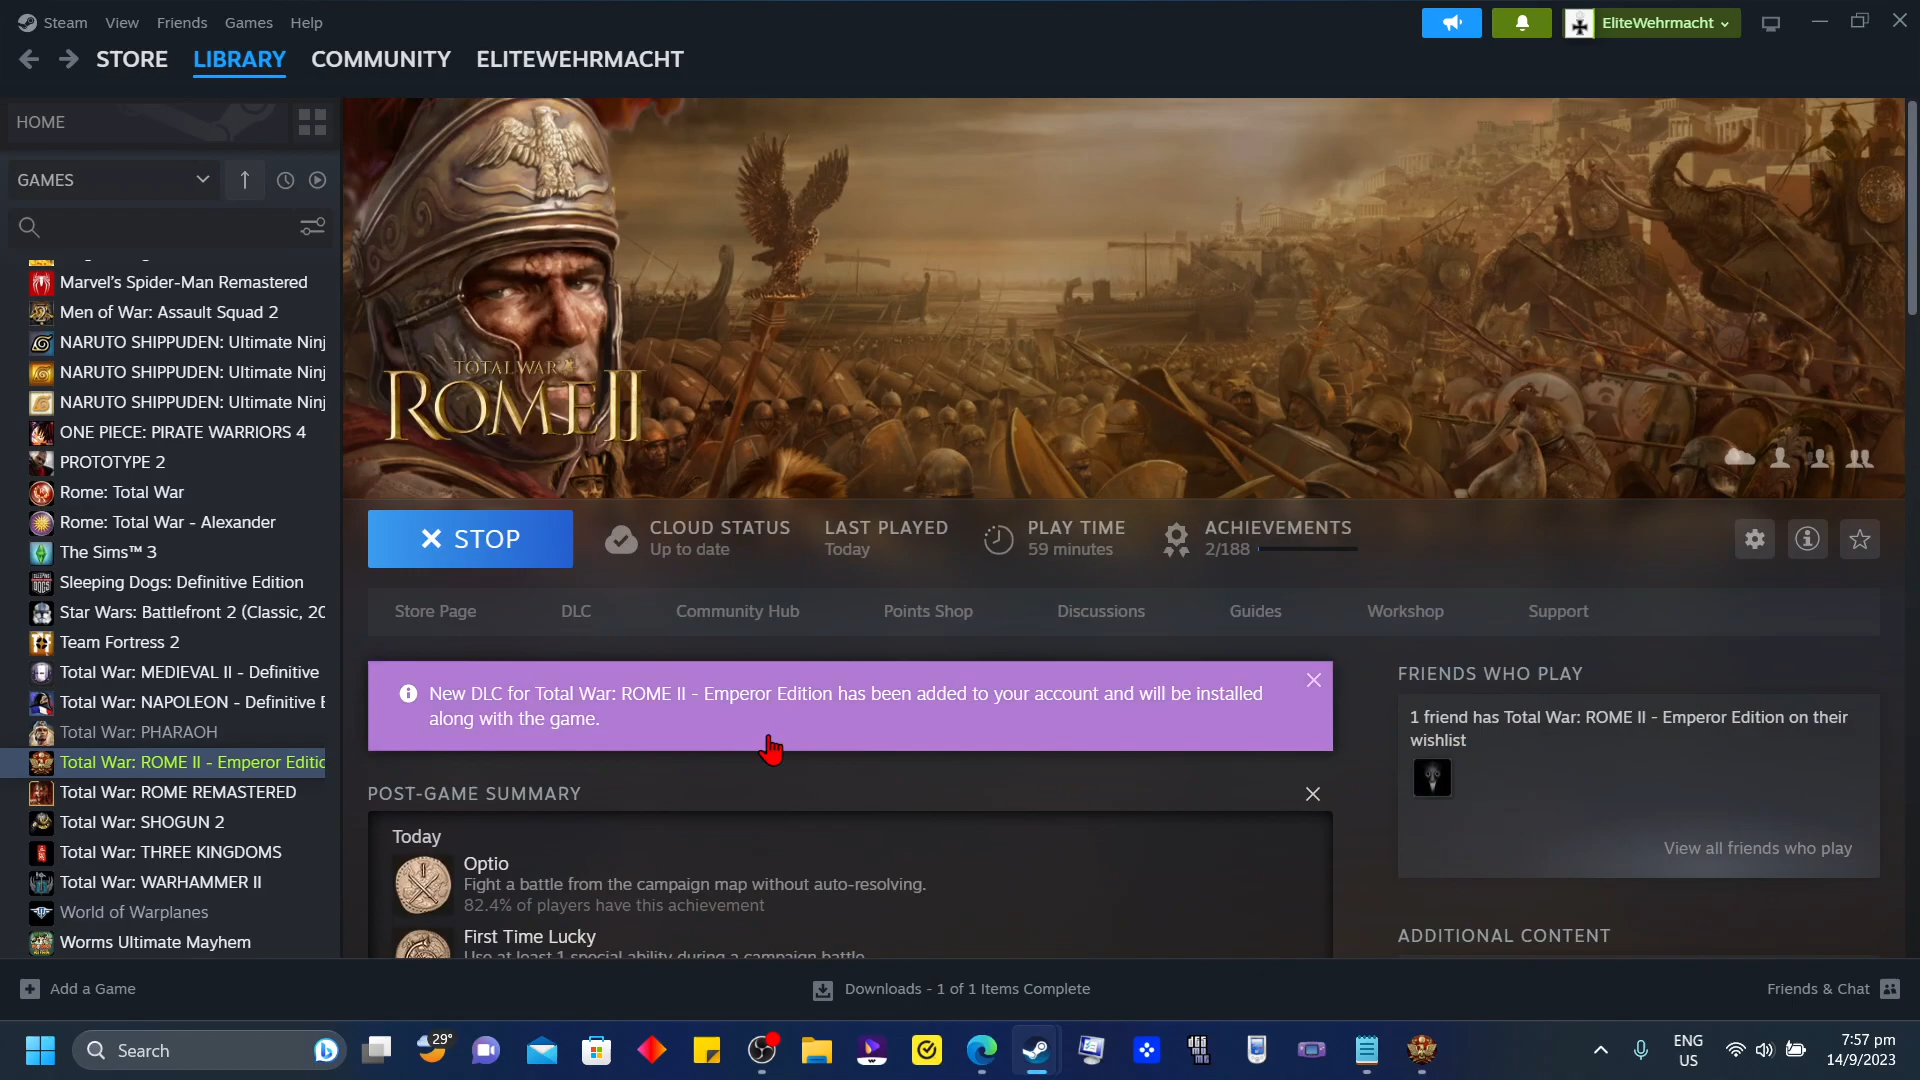 Steam View Friends Games Help
EliteWehrmacht
STORE LIBRARY COMMUNITY ELITEWEHRMACHT
HOME
GAMES
Marvel's Spider-Man Remastered
Men of War: Assault Squad 2
NARUTO SHIPPUDEN: Ultimate Ninj
NARUTO SHIPPUDEN: Ultimate Ninj
NARUTO SHIPPUDEN: Ultimate Ninj
ONE PIECE: PIRATE WARRIORS 4
PROTOTYPE 2
Rome: Total War
Rome: Total War - Alexander
The Sims™ 3
Sleeping Dogs: Definitive Edition
Star Wars: Battlefront 2 (Classic, 20
Team Fortress 2
Total War: MEDIEVAL II - Definitive
Total War: NAPOLEON - Definitive E
Total War: PHARAOH
Total War: ROME II - Emperor Editic
Total War: ROME REMASTERED
Total War: SHOGUN 2
Total War: THREE KINGDOMS
Total War: WARHAMMER II
World of Warplanes
Worms Ultimate Mayhem
TOTAL WAR
ROME II
STOP
CLOUD STATUS
Up to date
LAST PLAYED
Today
PLAY TIME
59 minutes
ACHIEVEMENTS
2/188
Store Page DLC Community Hub Points Shop Discussions Guides Workshop Support
New DLC for Total War: ROME II - Emperor Edition has been added to your account and will be installed
along with the game.
POST-GAME SUMMARY
Today
Optio
Fight a battle from the campaign map without auto-resolving.
82.4% of players have this achievement
First Time Lucky
Use at least 1 special ability during a campaign battle.
FRIENDS WHO PLAY
1 friend has Total War: ROME II - Emperor Edition on their
wishlist
View all friends who play
ADDITIONAL CONTENT
Add a Game
Downloads - 1 of 1 Items Complete
Friends & Chat
Search
29°
ENG
US
7:57 pm
14/9/2023